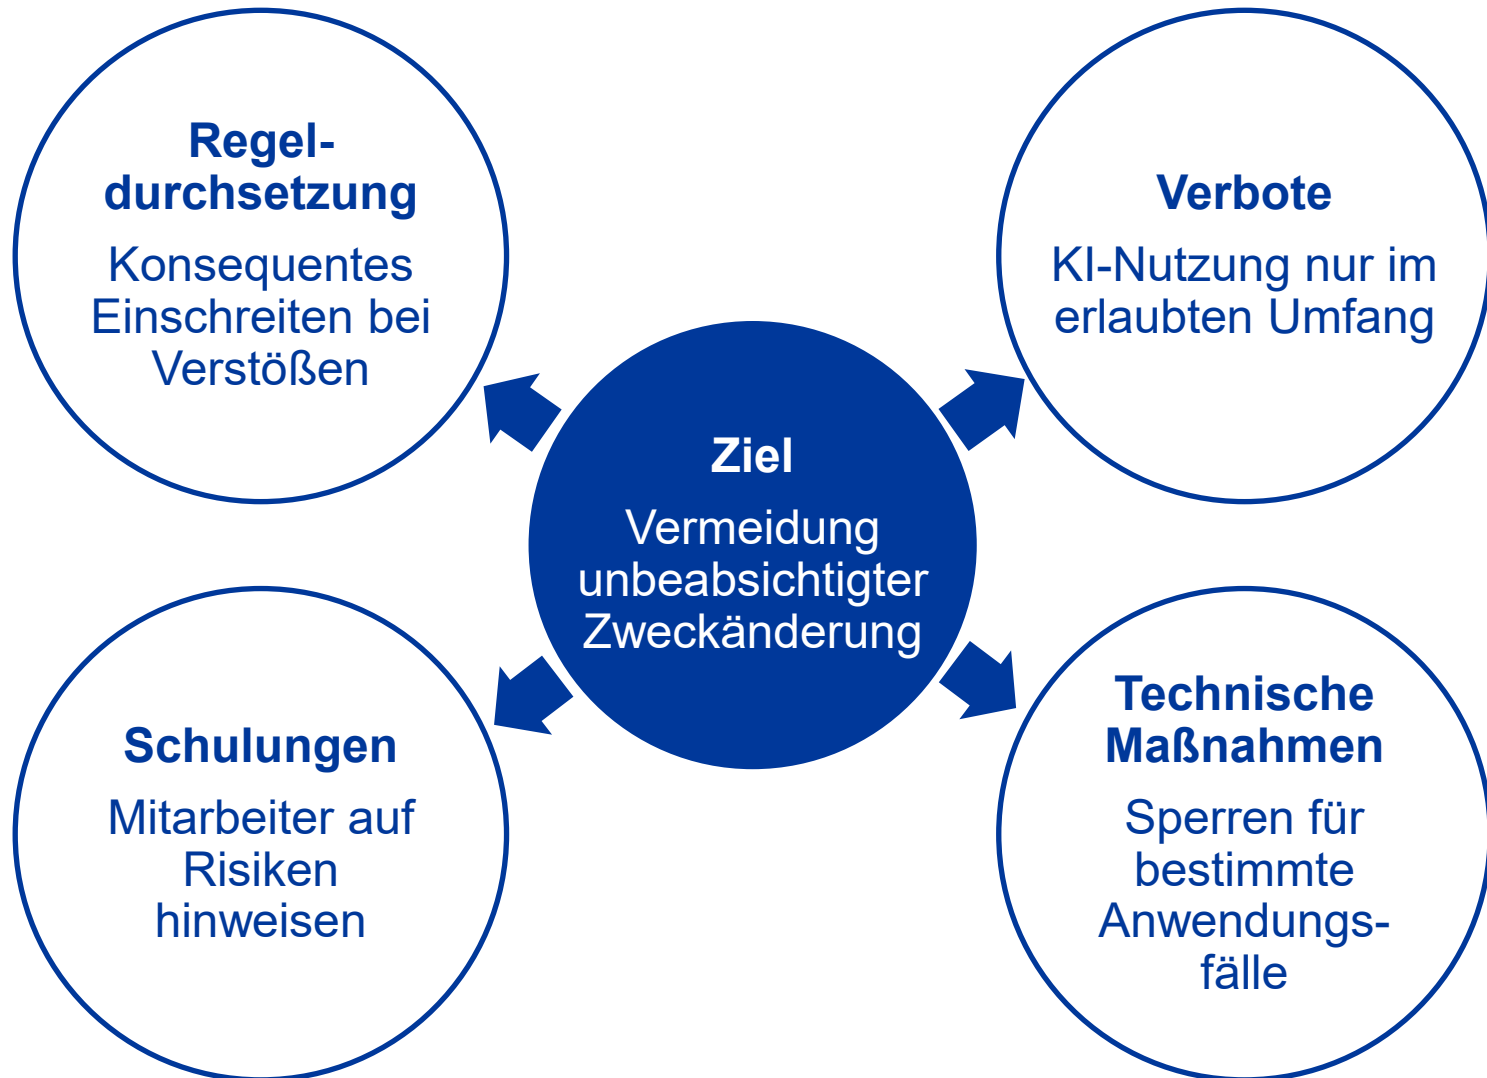 Regel-
durchsetzung
Konsequentes
Einschreiten bei
Verstößen
Verbote
KI-Nutzung nur im
erlaubten Umfang
Ziel
Vermeidung
unbeabsichtigter
Zweckänderung
Schulungen
Mitarbeiter auf
Risiken
hinweisen
Technische
Maßnahmen
Sperren für
bestimmte
Anwendungs-
fälle